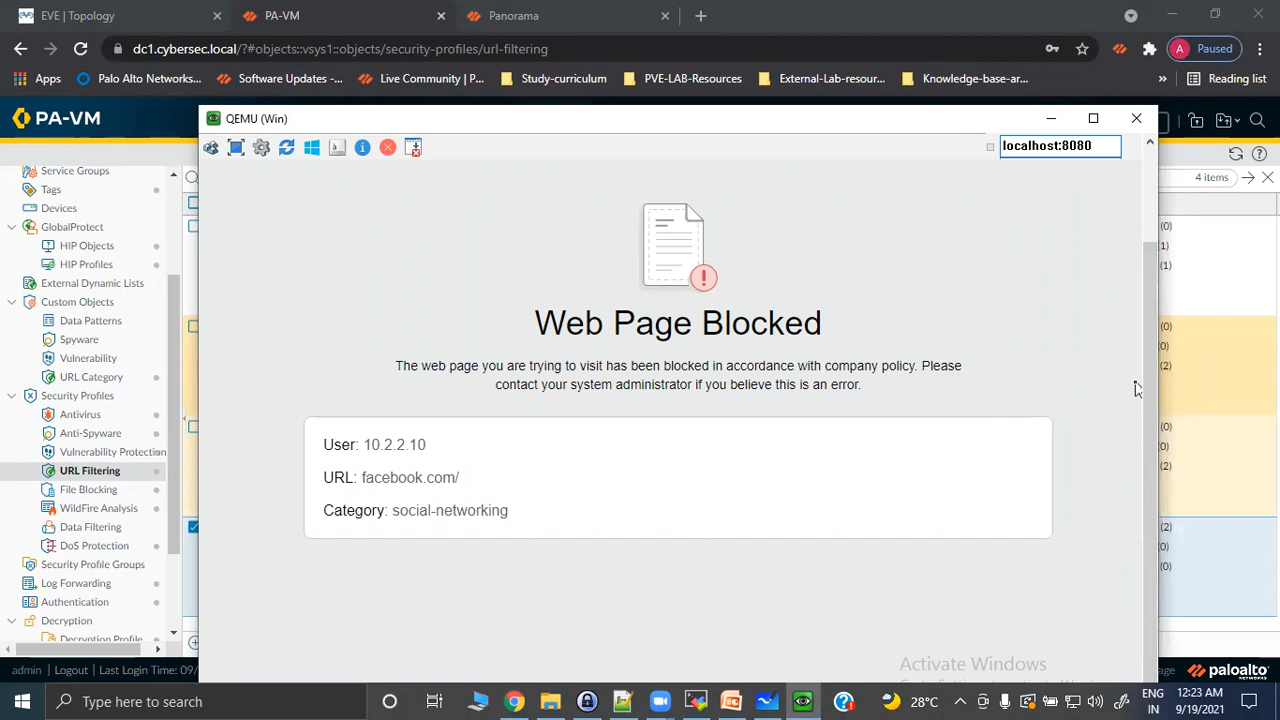 EVE | Topology
PA-VM
Panorama
dc1.cybersec.local/?#objects::vsys1::objects/security-profiles/url-filtering
A Paused
Apps
Palo Alto Networks...
Software Updates -...
Live Community | P...
Study-curriculum
PVE-LAB-Resources
External-Lab-resour...
Knowledge-base-ar...
»
Reading list
PA-VM
QEMU (Win)
localhost:8080
Service Groups
Tags
Devices
GlobalProtect
HIP Objects
HIP Profiles
External Dynamic Lists
Custom Objects
Data Patterns
Spyware
Vulnerability
URL Category
Security Profiles
Antivirus
Anti-Spyware
Vulnerability Protection
URL Filtering
File Blocking
WildFire Analysis
Data Filtering
DoS Protection
Security Profile Groups
Log Forwarding
Authentication
Decryption
Decryption Profile
4 items
(0)
(1)
(1)
(0)
(0)
(2)
(0)
(0)
(2)
(2)
(0)
(0)
Web Page Blocked
The web page you are trying to visit has been blocked in accordance with company policy. Please
contact your system administrator if you believe this is an error.
User: 10.2.2.10
URL: facebook.com/
Category: social-networking
Activate Windows
admin | Logout | Last Login Time: 09/
paloalto
NETWORKS
Type here to search
28°C
ENG
IN
12:23 AM
9/19/2021